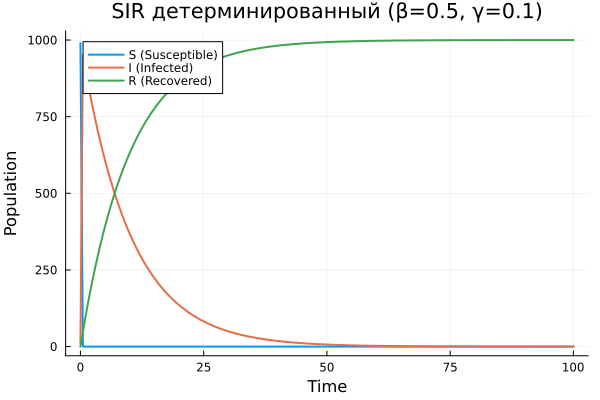 SIR детерминированный (β=0.5, γ=0.1)
1000
S (Susceptible)
I (Infected)
R (Recovered)
750
500
250
0
Population
0 25 50 75 100
Time